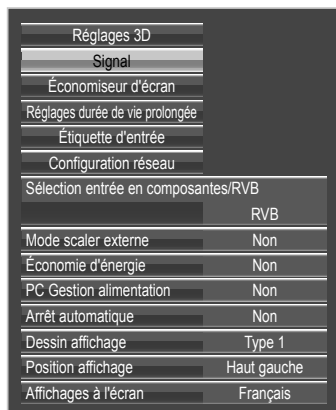 Réglages 3D
Signal
Économiseur d'écran
Réglages durée de vie prolongée
Étiquette d'entrée
Configuration réseau
Sélection entrée en composantes/RVB
RVB
Mode scaler externe Non
Économie d'énergie Non
PC Gestion alimentation Non
Arrêt automatique Non
Dessin affichage Type 1
Position affichage Haut gauche
Affichages à l'écran Français